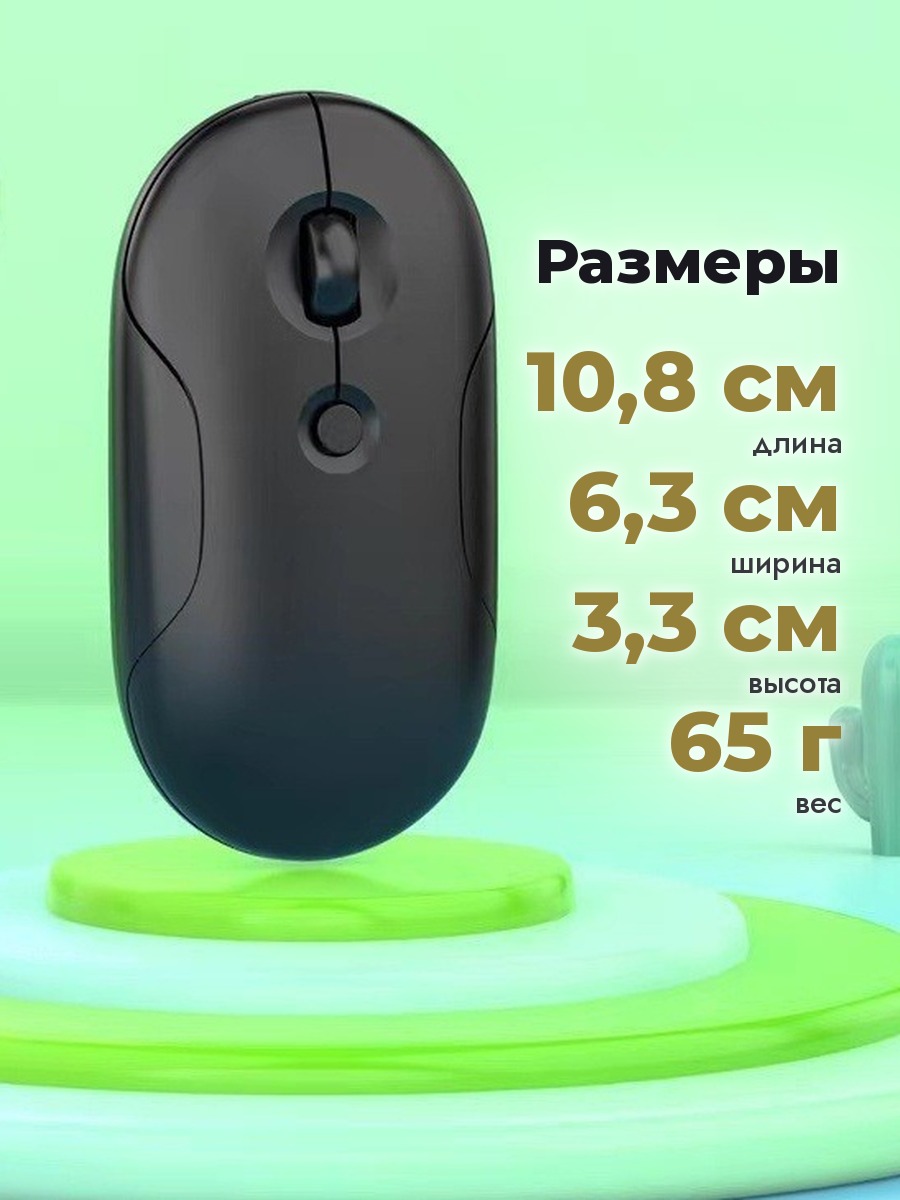 Размеры
10,8 см
длина
6,3 см
ширина
3,3 см
высота
65 г
вес